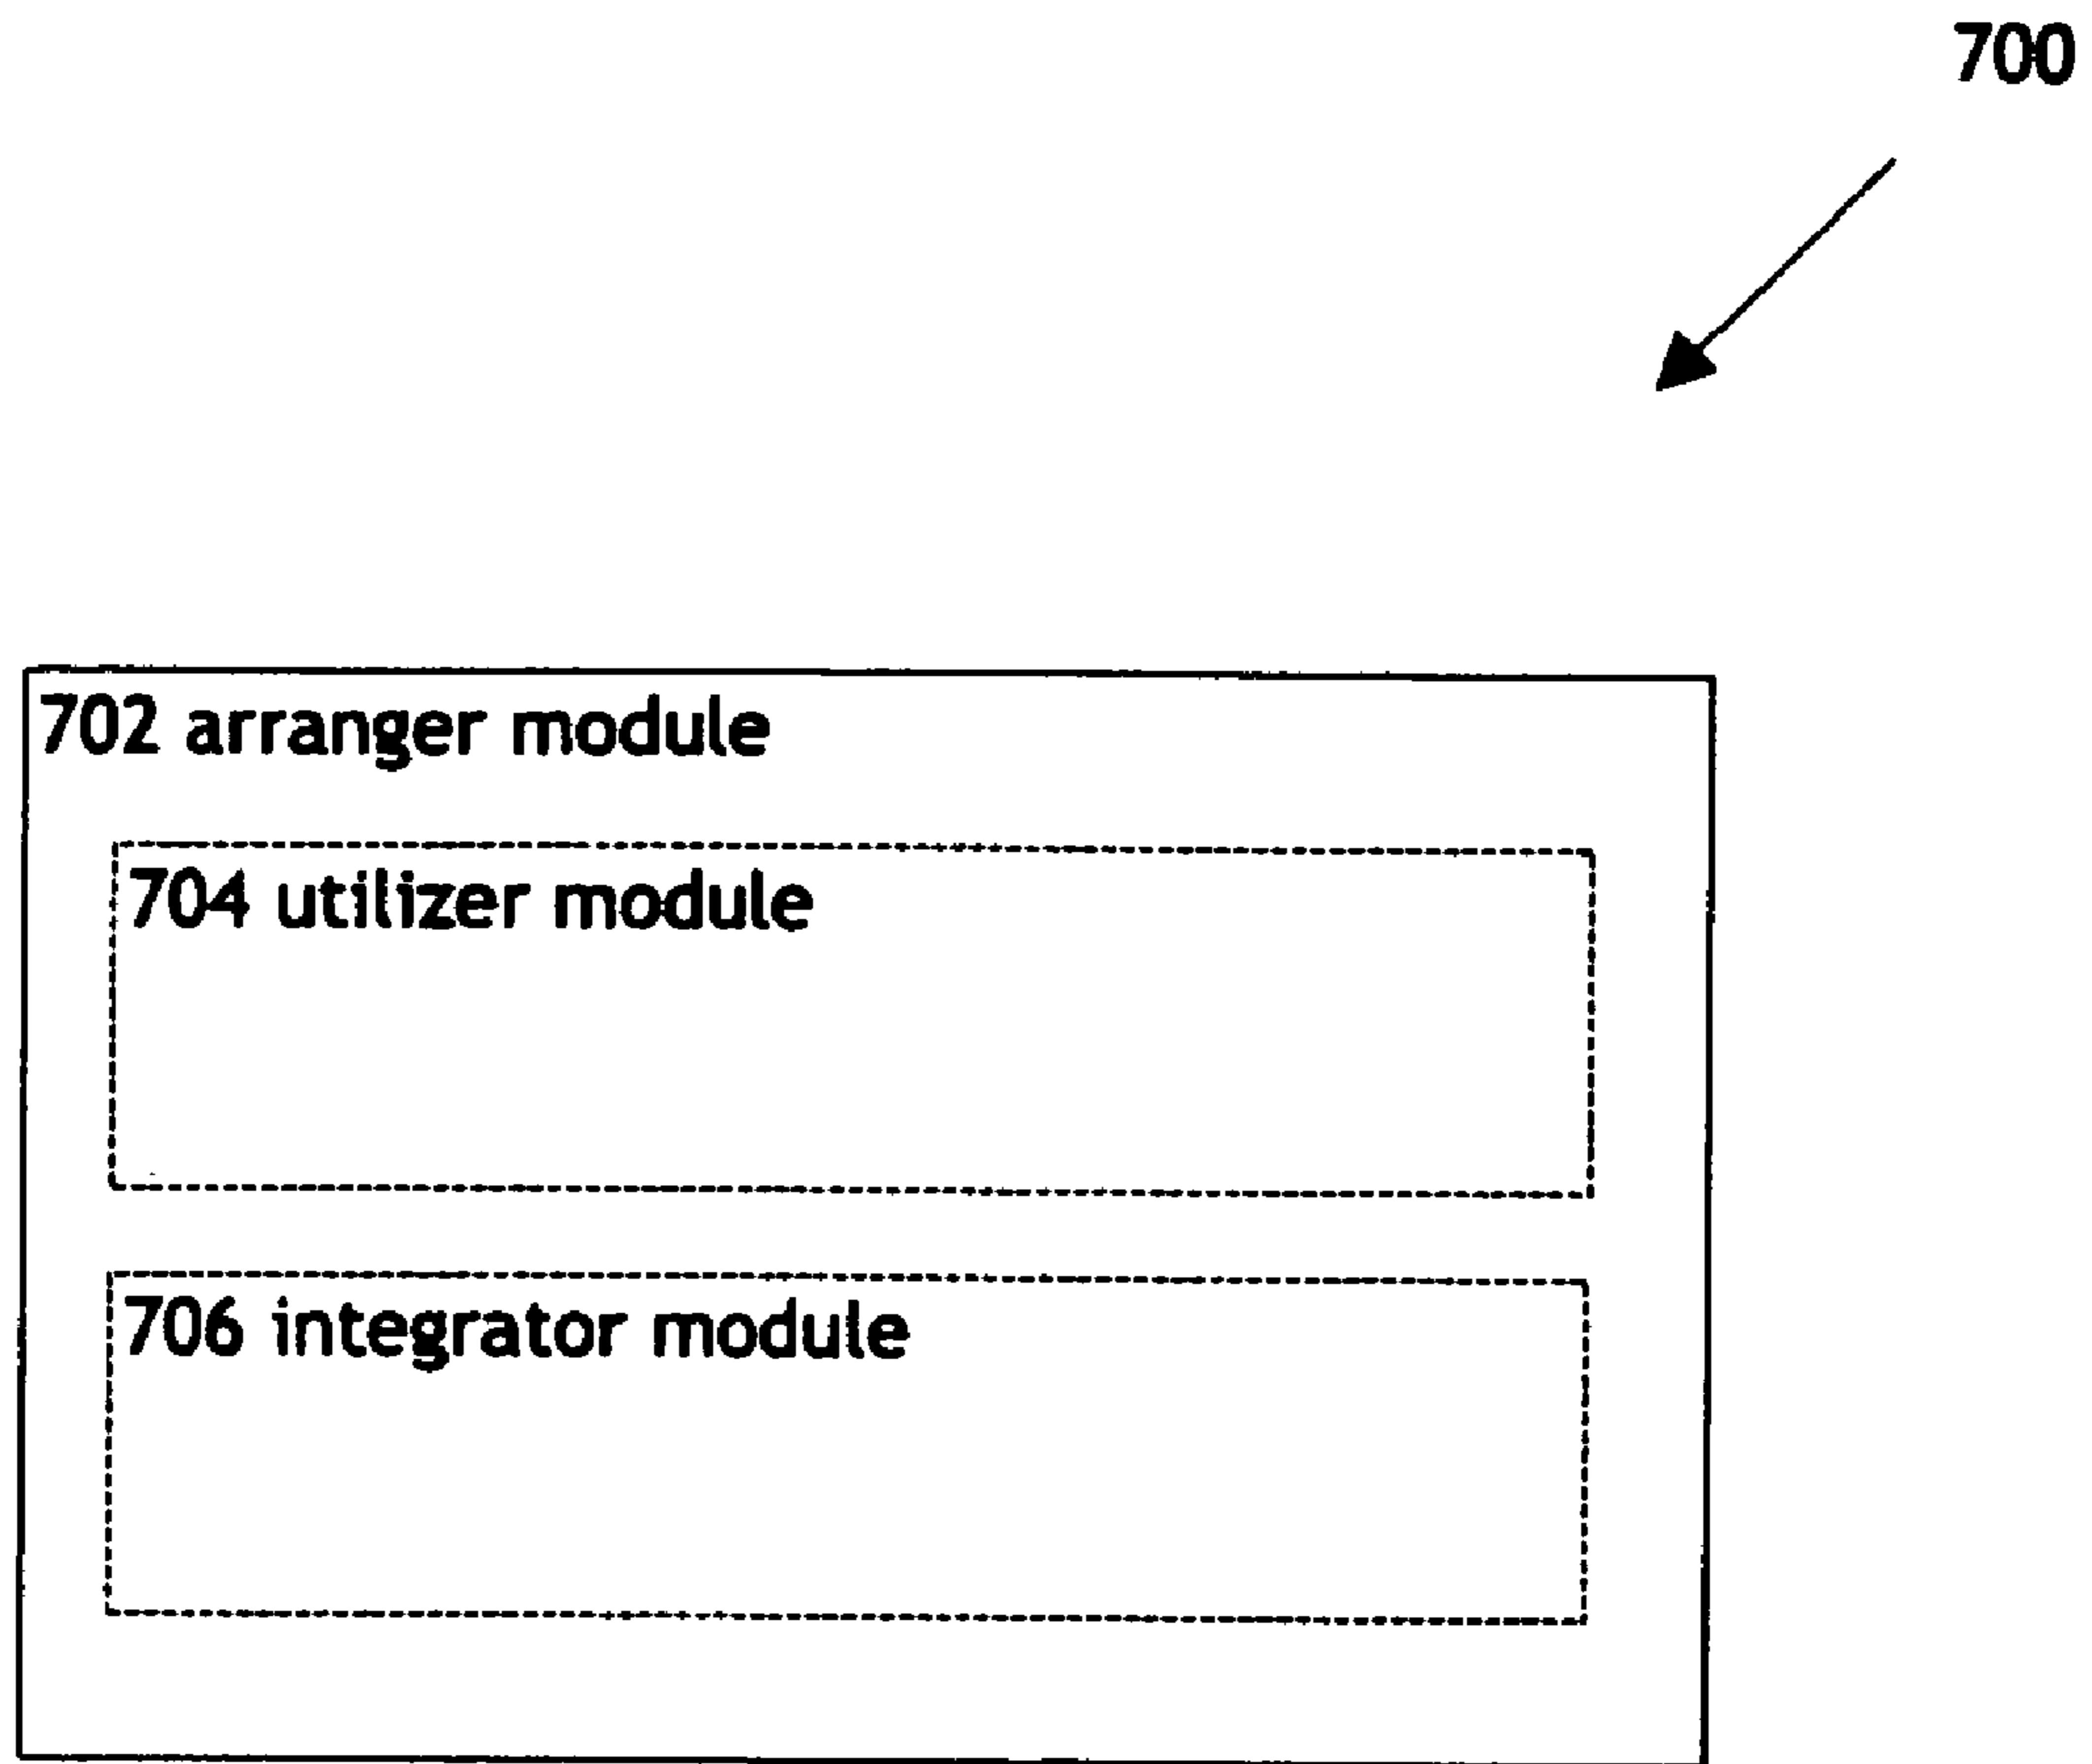 700
702 arranger module
704 utilizer module
706 integrator module